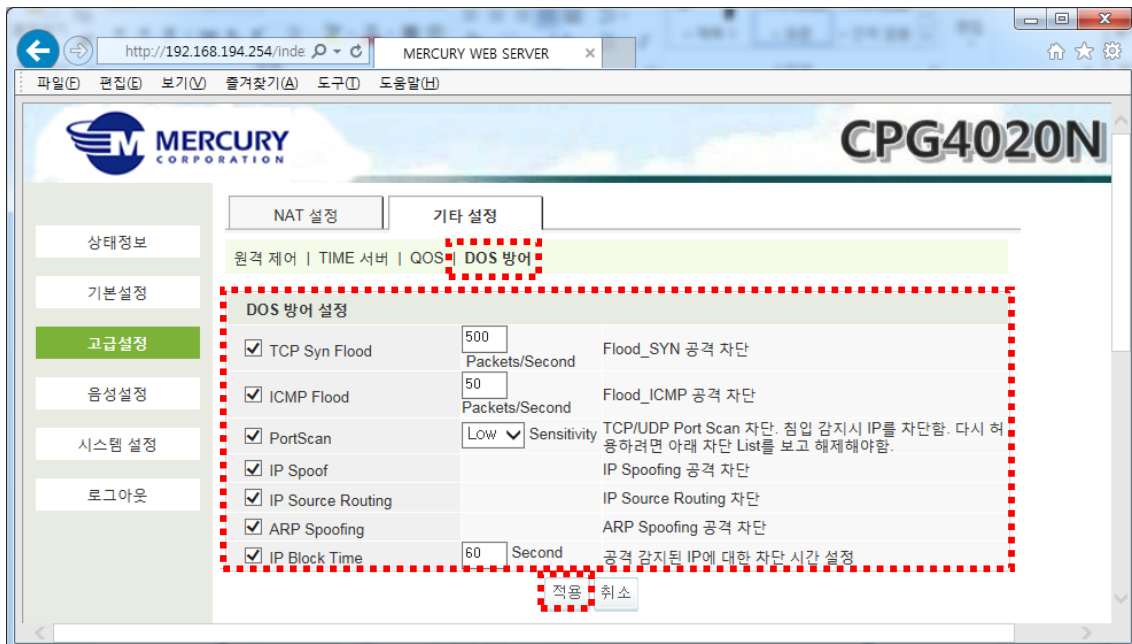 http://192.168.194.254/inde
MERCURY WEB SERVER
파일(F) 편집(E) 보기(V) 즐겨찾기(A) 도구(T) 도움말(H)
M MERCURY
CORPORATION
CPG4020N
NAT 설정 기타 설정
원격 제어 | TIME 서버 | QOS | DOS 방어
상태정보
기본설정
고급설정
음성설정
시스템 설정
로그아웃
DOS 방어 설정
TCP Syn Flood 500 Packets/Second Flood_SYN 공격 차단
ICMP Flood 50 Packets/Second Flood_ICMP 공격 차단
PortScan Low Sensitivity TCP/UDP Port Scan 차단. 침입 감지시 IP를 차단함. 다시 허
용하려면 아래 차단 List를 보고 해제해야함.
IP Spoof IP Spoofing 공격 차단
IP Source Routing IP Source Routing 차단
ARP Spoofing ARP Spoofing 공격 차단
IP Block Time 60 Second 공격 감지된 IP에 대한 차단 시간 설정
적용 취소